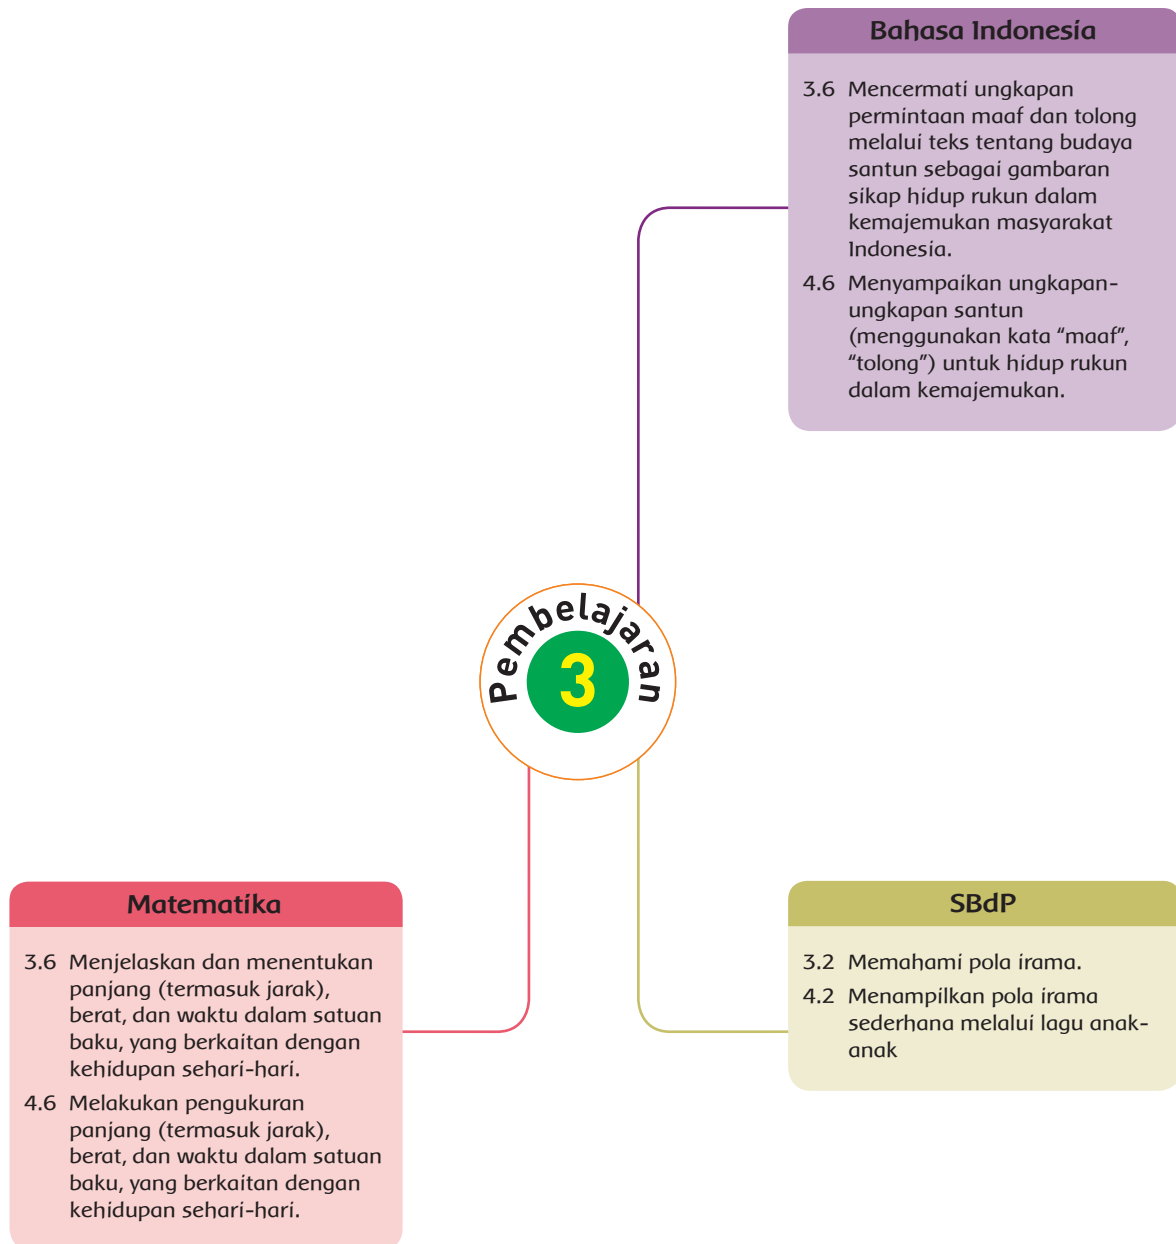 Bahasa Indonesia
3.6 Mencermati ungkapan
permintaan maaf dan tolong
melalui teks tentang budaya
santun sebagai gambaran
sikap hidup rukun dalam
kemajemukan masyarakat
Indonesia.
4.6 Menyampaikan ungkapan-
ungkapan santun
(menggunakan kata “maaf”,
“tolong”) untuk hidup rukun
dalam kemajemukan.
Pembelajaran
3
Matematika
3.6 Menjelaskan dan menentukan
panjang (termasuk jarak),
berat, dan waktu dalam satuan
baku, yang berkaitan dengan
kehidupan sehari-hari.
4.6 Melakukan pengukuran
panjang (termasuk jarak),
berat, dan waktu dalam satuan
baku, yang berkaitan dengan
kehidupan sehari-hari.
SBdP
3.2 Memahami pola irama.
4.2 Menampilkan pola irama
sederhana melalui lagu anak-
anak